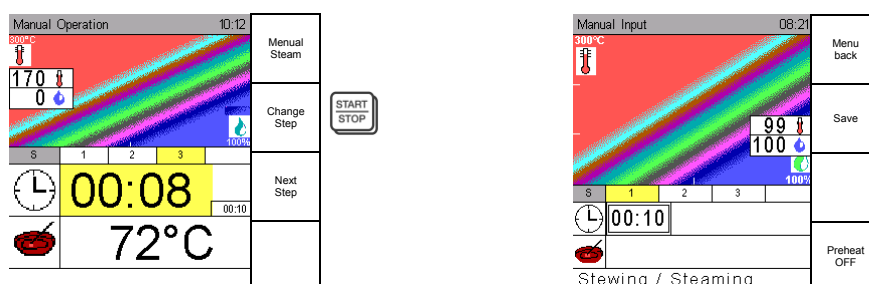 Manual Operation 10:12
300°C
170
0
100%
S 1 2 3
00:08
00:10
72°C
Menual
Steam
Change
Step
Next
Step
START
STOP
Manual Input 08:21
300°C
99
100
100%
S 1 2 3
00:10
Stewing / Steaming
Menu
back
Save
Preheat
OFF